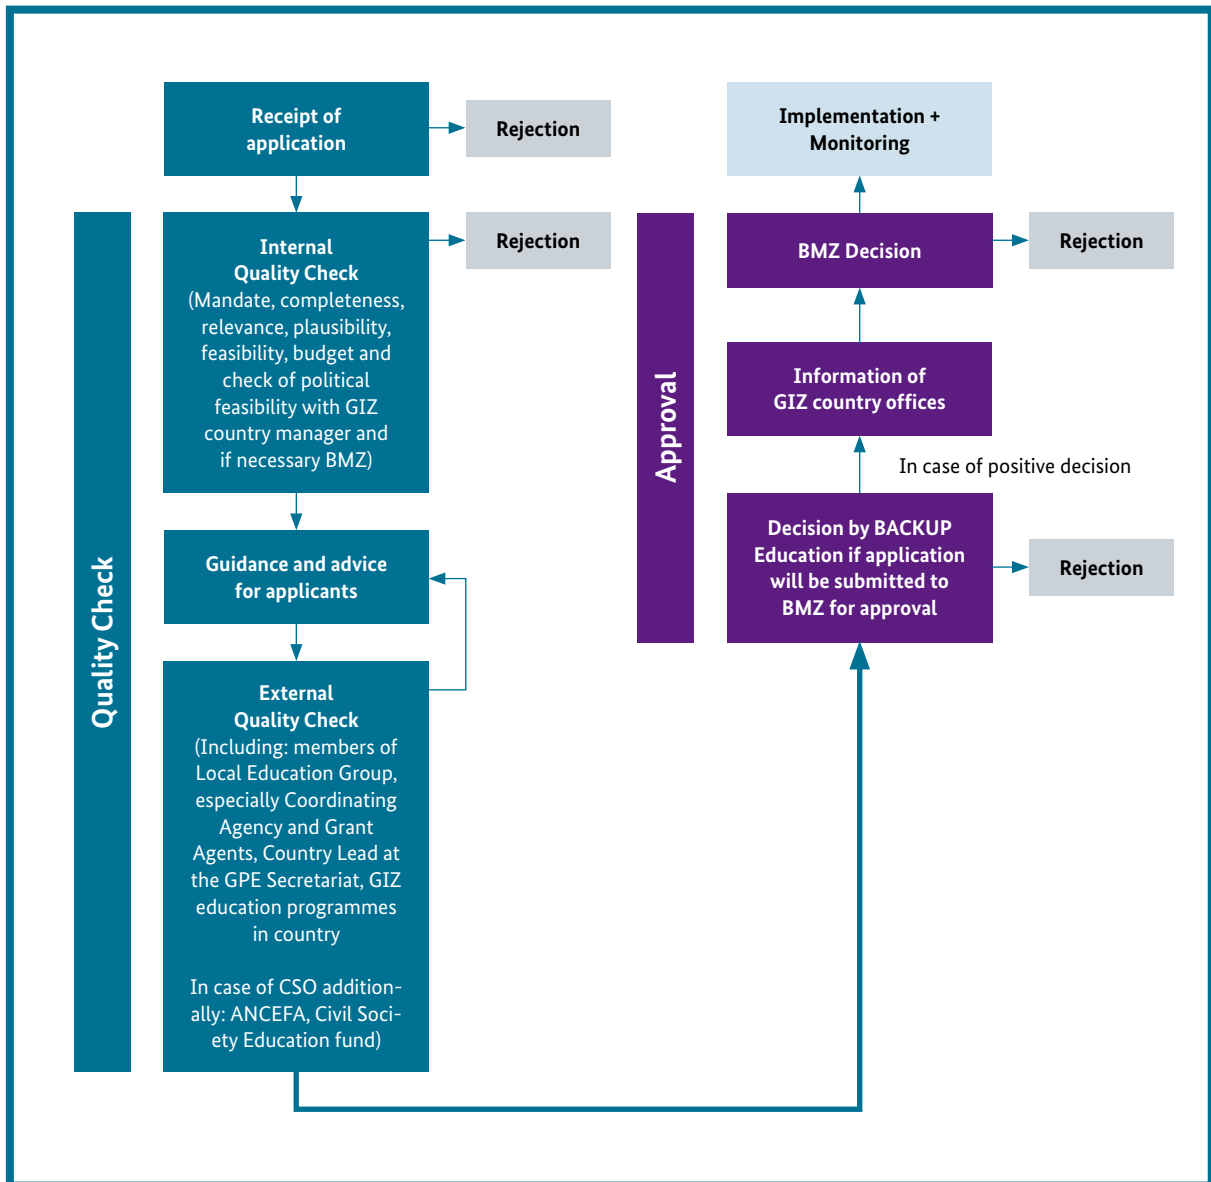 Receipt of
application
Rejection
Quality Check
Internal
Quality Check
(Mandate, completeness,
relevance, plausibility,
feasibility, budget and
check of political
feasibility with GIZ
country manager and
if necessary BMZ)
Rejection
Guidance and advice
for applicants
External
Quality Check
(Including: members of
Local Education Group,
especially Coordinating
Agency and Grant
Agents, Country Lead at
the GPE Secretariat, GIZ
education programmes
in country
In case of CSO addition-
ally: ANCEFA, Civil Soci-
ety Education fund)
Implementation +
Monitoring
Approval
BMZ Decision
Rejection
Information of
GIZ country offices
In case of positive decision
Decision by BACKUP
Education if application
will be submitted to
BMZ for approval
Rejection